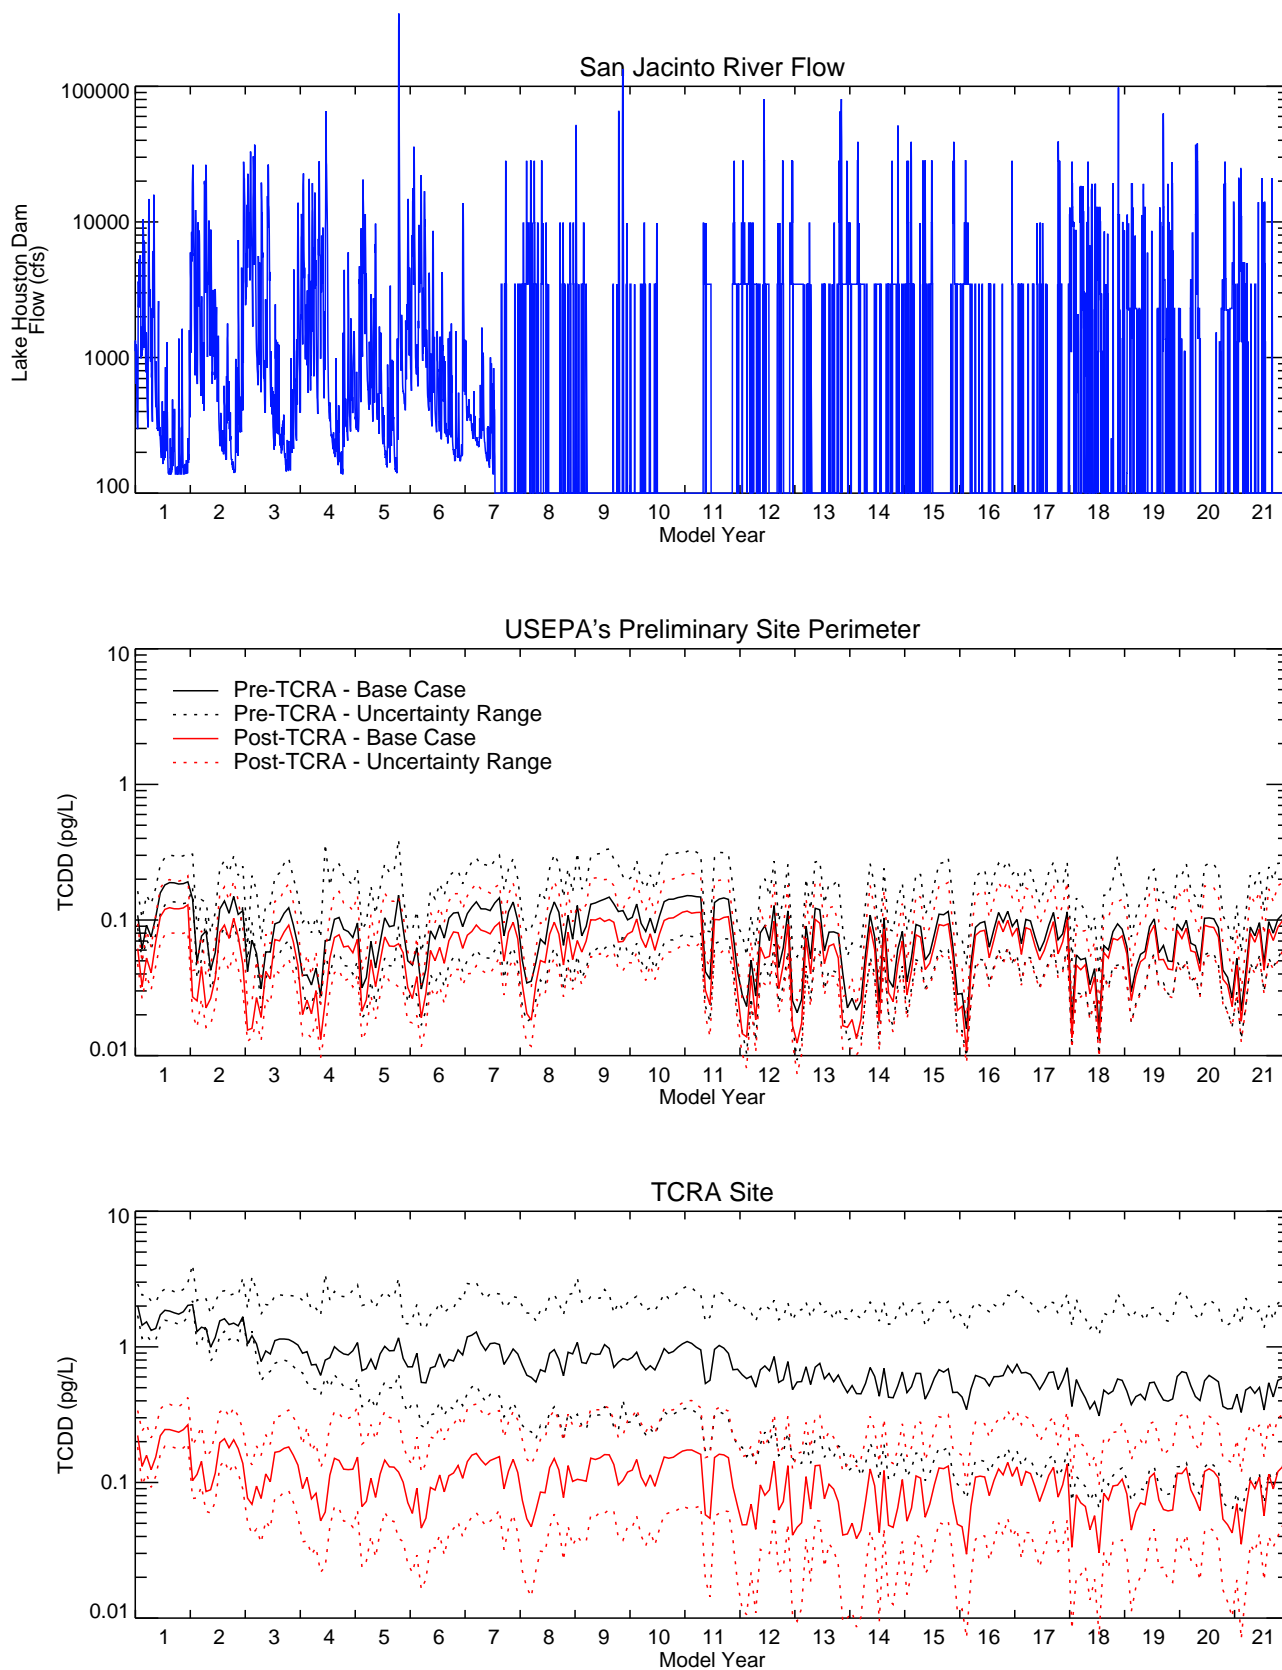 San Jacinto River Flow
100000
10000
1000
100
Lake Houston Dam
Flow (cfs)
1 2 3 4 5 6 7 8 9 10 11 12 13 14 15 16 17 18 19 20 21
Model Year
USEPA's Preliminary Site Perimeter
10
1
0.1
0.01
TCDD (pg/L)
Pre-TCRA - Base Case
Pre-TCRA - Uncertainty Range
Post-TCRA - Base Case
Post-TCRA - Uncertainty Range
1 2 3 4 5 6 7 8 9 10 11 12 13 14 15 16 17 18 19 20 21
Model Year
TCRA Site
10
1
0.1
0.01
TCDD (pg/L)
1 2 3 4 5 6 7 8 9 10 11 12 13 14 15 16 17 18 19 20 21
Model Year